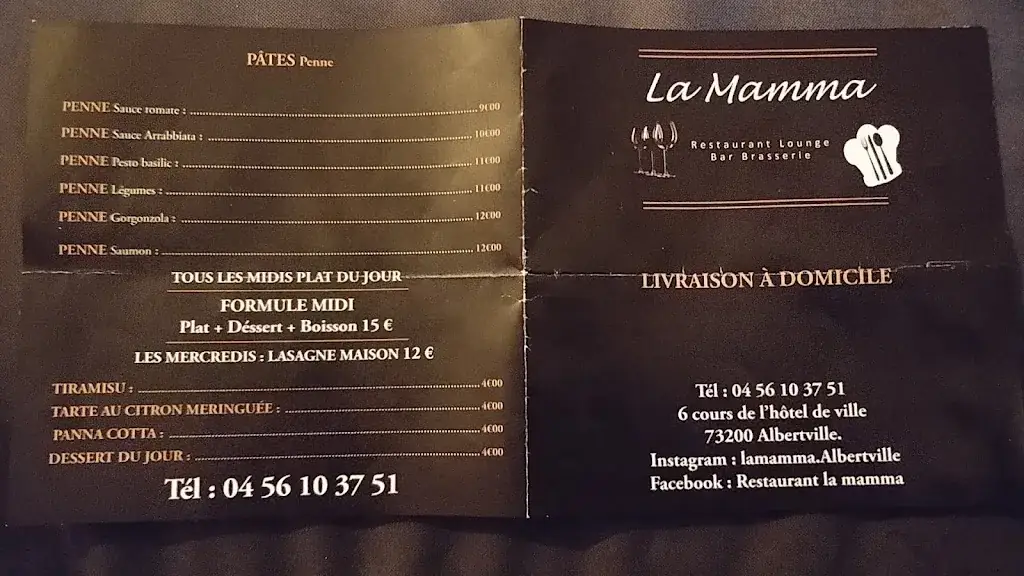 PÂTES Penne
PENNE Sauce tomate : 9€00
PENNE Sauce Arrabbiata : 10€00
PENNE Pesto basilic : 11€00
PENNE Légumes : 11€00
PENNE Gorgonzola : 12€00
PENNE Saumon : 12€00
TOUS LES MIDIS PLAT DU JOUR
FORMULE MIDI
Plat + Déssert + Boisson 15 €
LES MERCREDIS : LASAGNE MAISON 12 €
TIRAMISU : 4€00
TARTE AU CITRON MERINGUÉE : 4€00
PANNA COTTA : 4€00
DESSERT DU JOUR : 4€00
Tél : 04 56 10 37 51
La Mamma
Restaurant Lounge
Bar Brasserie
LIVRAISON À DOMICILE
Tél : 04 56 10 37 51
6 cours de l'hôtel de ville
73200 Albertville.
Instagram : lamamma.Albertville
Facebook : Restaurant la mamma